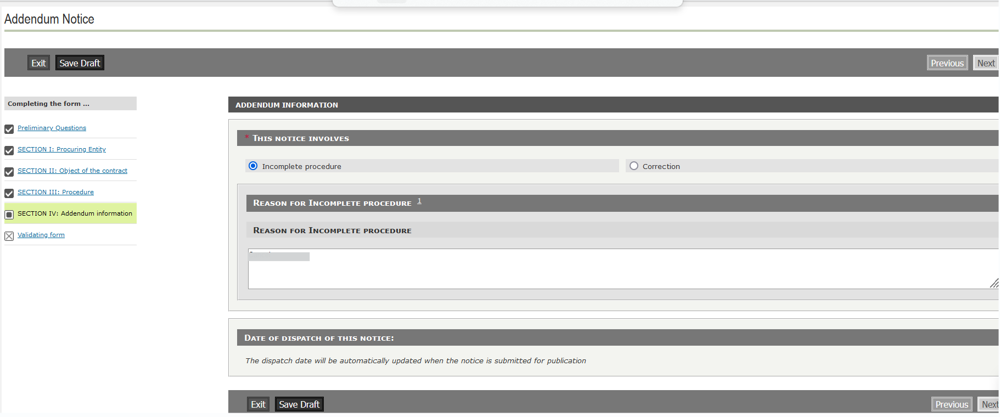 Addendum Notice
Exit Save Draft Previous Next
Completing the form ...
Preliminary Questions
SECTION I: Procuring Entity
SECTION II: Object of the contract
SECTION III: Procedure
SECTION IV: Addendum information
Validating form
ADDENDUM INFORMATION
* THIS NOTICE INVOLVES
Incomplete procedure Correction
REASON FOR INCOMPLETE PROCEDURE 1
REASON FOR INCOMPLETE PROCEDURE
DATE OF DISPATCH OF THIS NOTICE:
The dispatch date will be automatically updated when the notice is submitted for publication
Exit Save Draft Previous Next